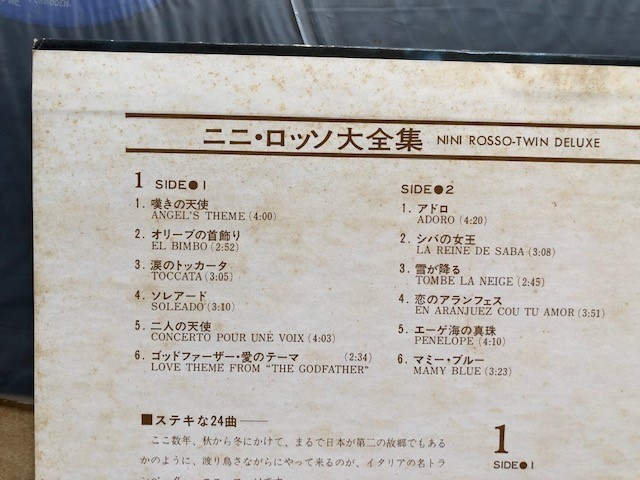 ニニ・ロッソ大全集 NINI ROSSO-TWIN DELUXE
1 SIDE●1
1. 嘆きの天使
ANGEL'S THEME (4:00)
2. オリーブの首飾り
EL BIMBO (2:52)
3. 涙のトッカータ
TOCCATA (3:05)
4. ソレアード
SOLEADO (3:10)
5. 二人の天使
CONCERTO POUR UNE VOIX (4:03)
6. ゴッドファーザー・愛のテーマ (2:34)
LOVE THEME FROM "THE GODFATHER"
SIDE●2
1. アドロ
ADORO (4:20)
2. シバの女王
LA REINE DE SABA (3:08)
3. 雪が降る
TOMBE LA NEIGE (2:45)
4. 恋のアランフェス
EN ARANJUEZ COU TU AMOR (3:51)
5. エーゲ海の真珠
PENELOPE (4:10)
6. マミー・ブルー
MAMY BLUE (3:23)
■ステキな24曲――
ここ数年、秋から冬にかけて、まるで日本が第二の故郷でもある
かのように、渡り鳥さながらにやって来るのが、イタリアの名トラ
1
SIDE●1